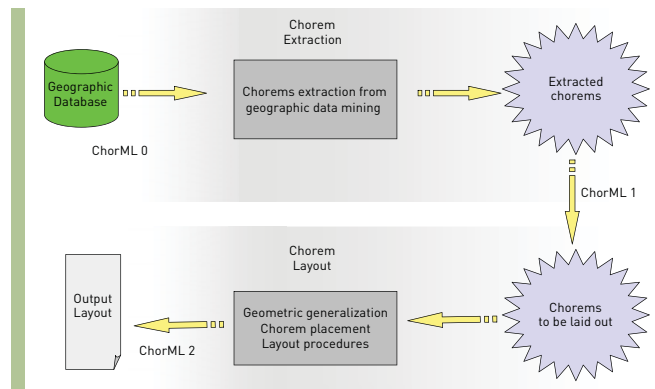 Chorem
Extraction
Geographic
Database
Chorems extraction from
geographic data mining
Extracted
chorems
ChorML 0
ChorML 1
Chorem
Layout
Output
Layout
Geometric generalization
Chorem placement
Layout procedures
Chorems
to be laid out
ChorML 2